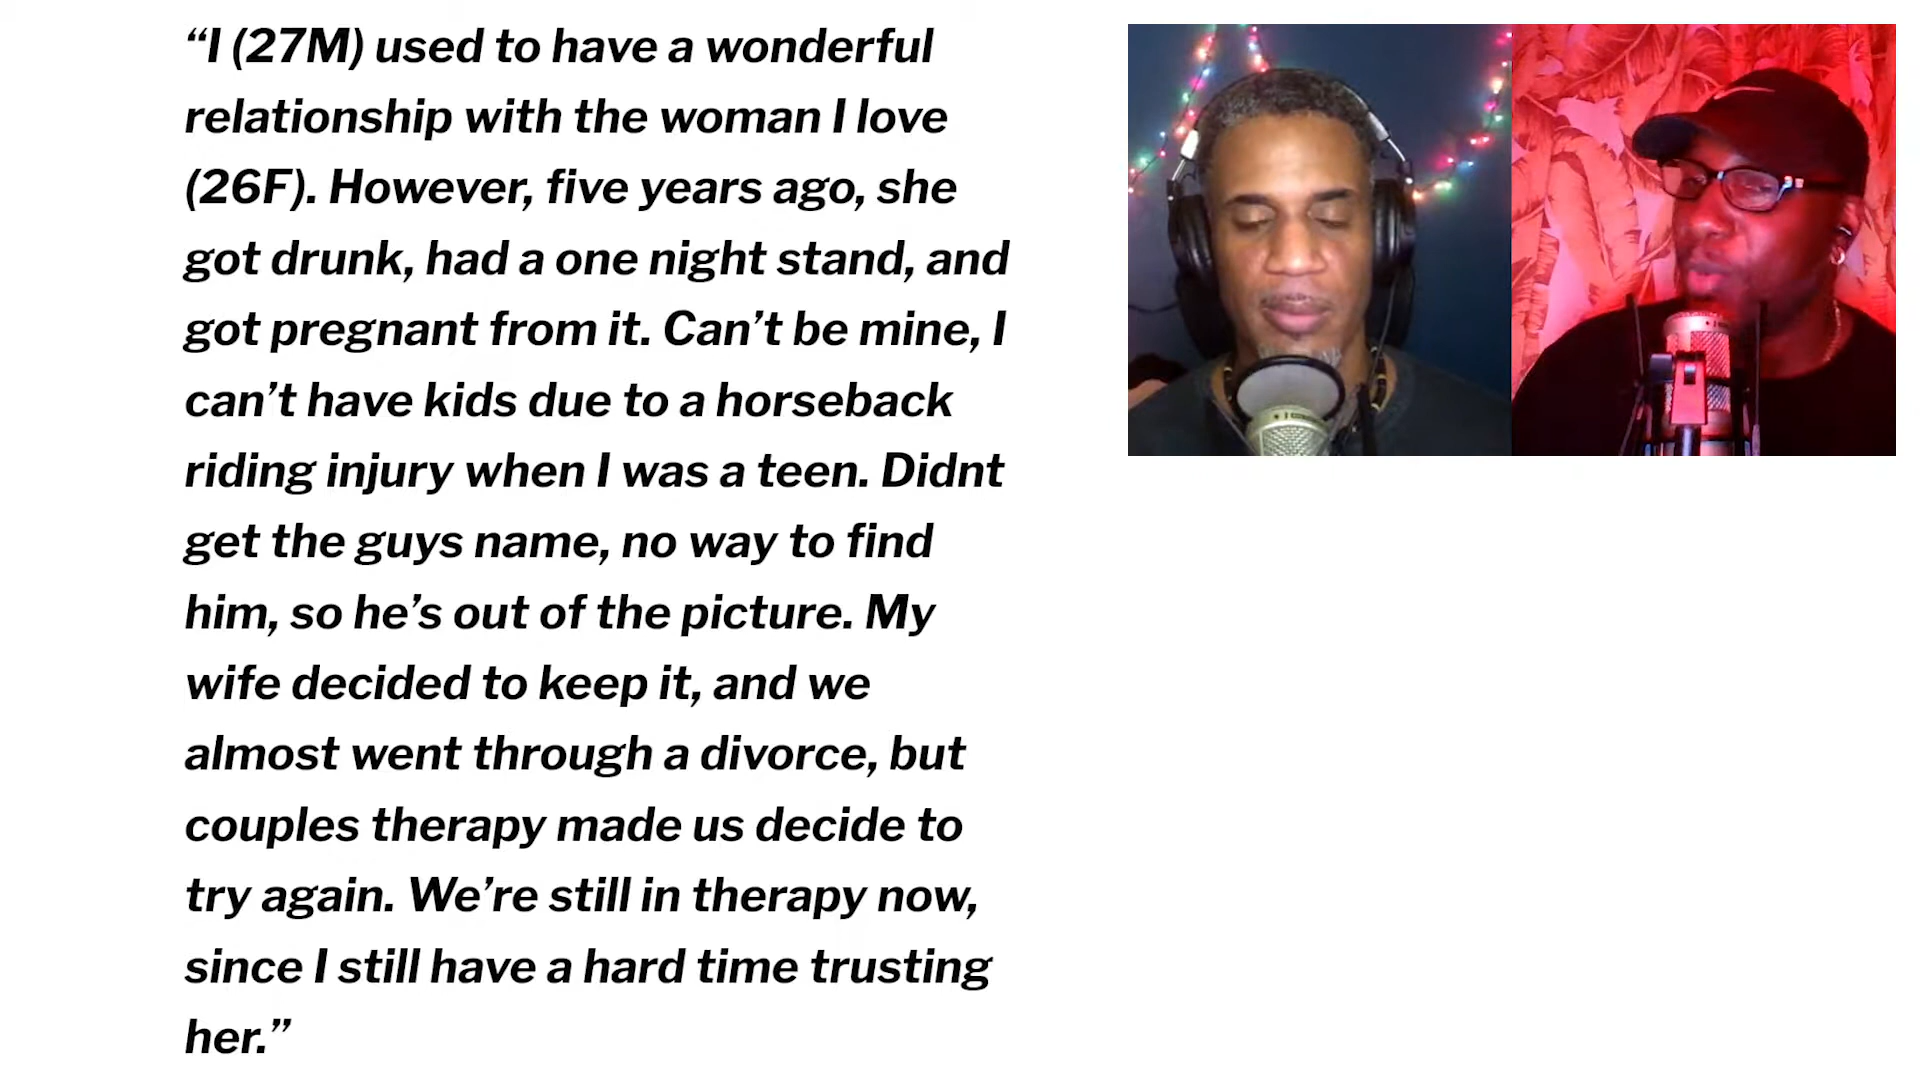 “I (27M) used to have a wonderful
relationship with the woman I love
(26F). However, five years ago, she
got drunk, had a one night stand, and
got pregnant from it. Can’t be mine, I
can’t have kids due to a horseback
riding injury when I was a teen. Didnt
get the guys name, no way to find
him, so he’s out of the picture. My
wife decided to keep it, and we
almost went through a divorce, but
couples therapy made us decide to
try again. We’re still in therapy now,
since I still have a hard time trusting
her.”